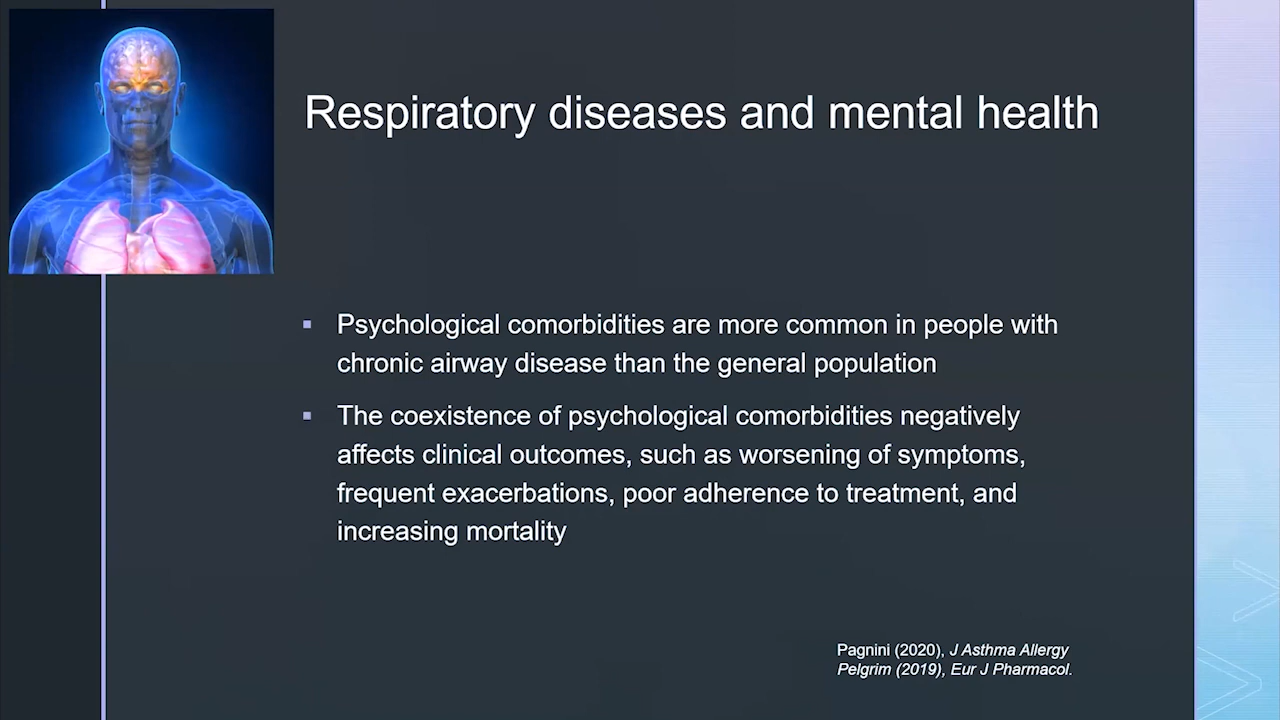 Respiratory diseases and mental health
Psychological comorbidities are more common in people with
chronic airway disease than the general population
The coexistence of psychological comorbidities negatively
affects clinical outcomes, such as worsening of symptoms,
frequent exacerbations, poor adherence to treatment, and
increasing mortality
Pagnini (2020), J Asthma Allergy
Pelgrim (2019), Eur J Pharmacol.